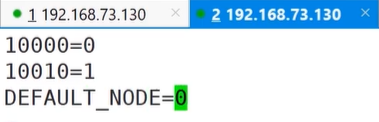 1 192.168.73.130 × 2 192.168.73.130 ×
10000=0
10010=1
DEFAULT_NODE=0